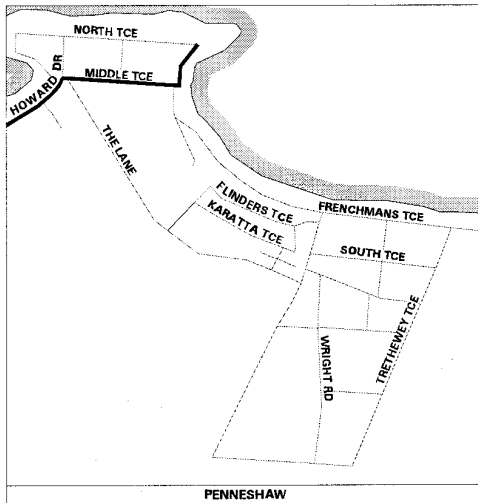 NORTH TCE
HOWARD DR
MIDDLE TCE
THE LANE
FLINDERS TCE
KARATTA TCE
FRENCHMANS TCE
SOUTH TCE
WRIGHT RD
TRETHEWEY TCE
PENNESHAW